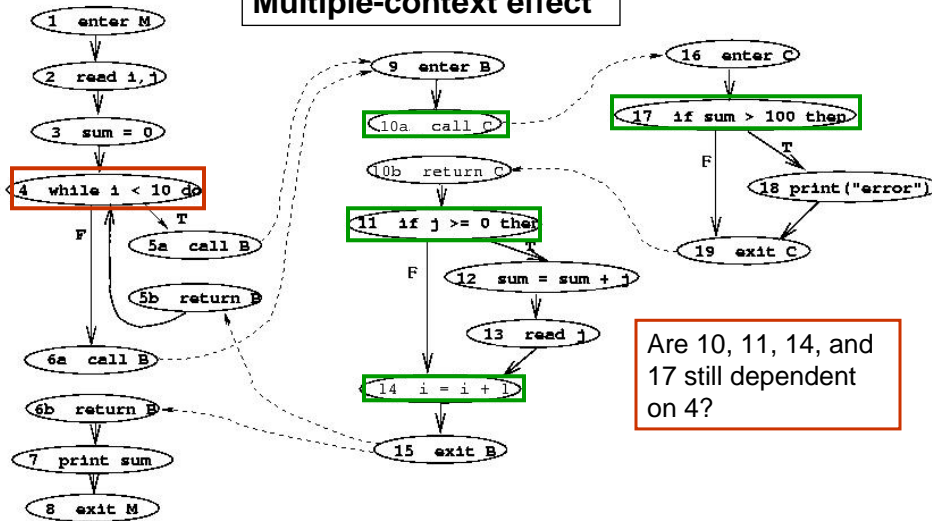 Multiple-context effect
1 enter M
2 read i,j
3 sum = 0
4 while i < 10 do
T
F
5a call B
5b return B
6a call B
6b return B
7 print sum
8 exit M
9 enter B
10a call C
10b return C
11 if j >= 0 then
T
F
12 sum = sum + j
13 read j
14 i = i + 1
15 exit B
16 enter C
17 if sum > 100 then
T
F
18 print("error")
19 exit C
Are 10, 11, 14, and
17 still dependent
on 4?